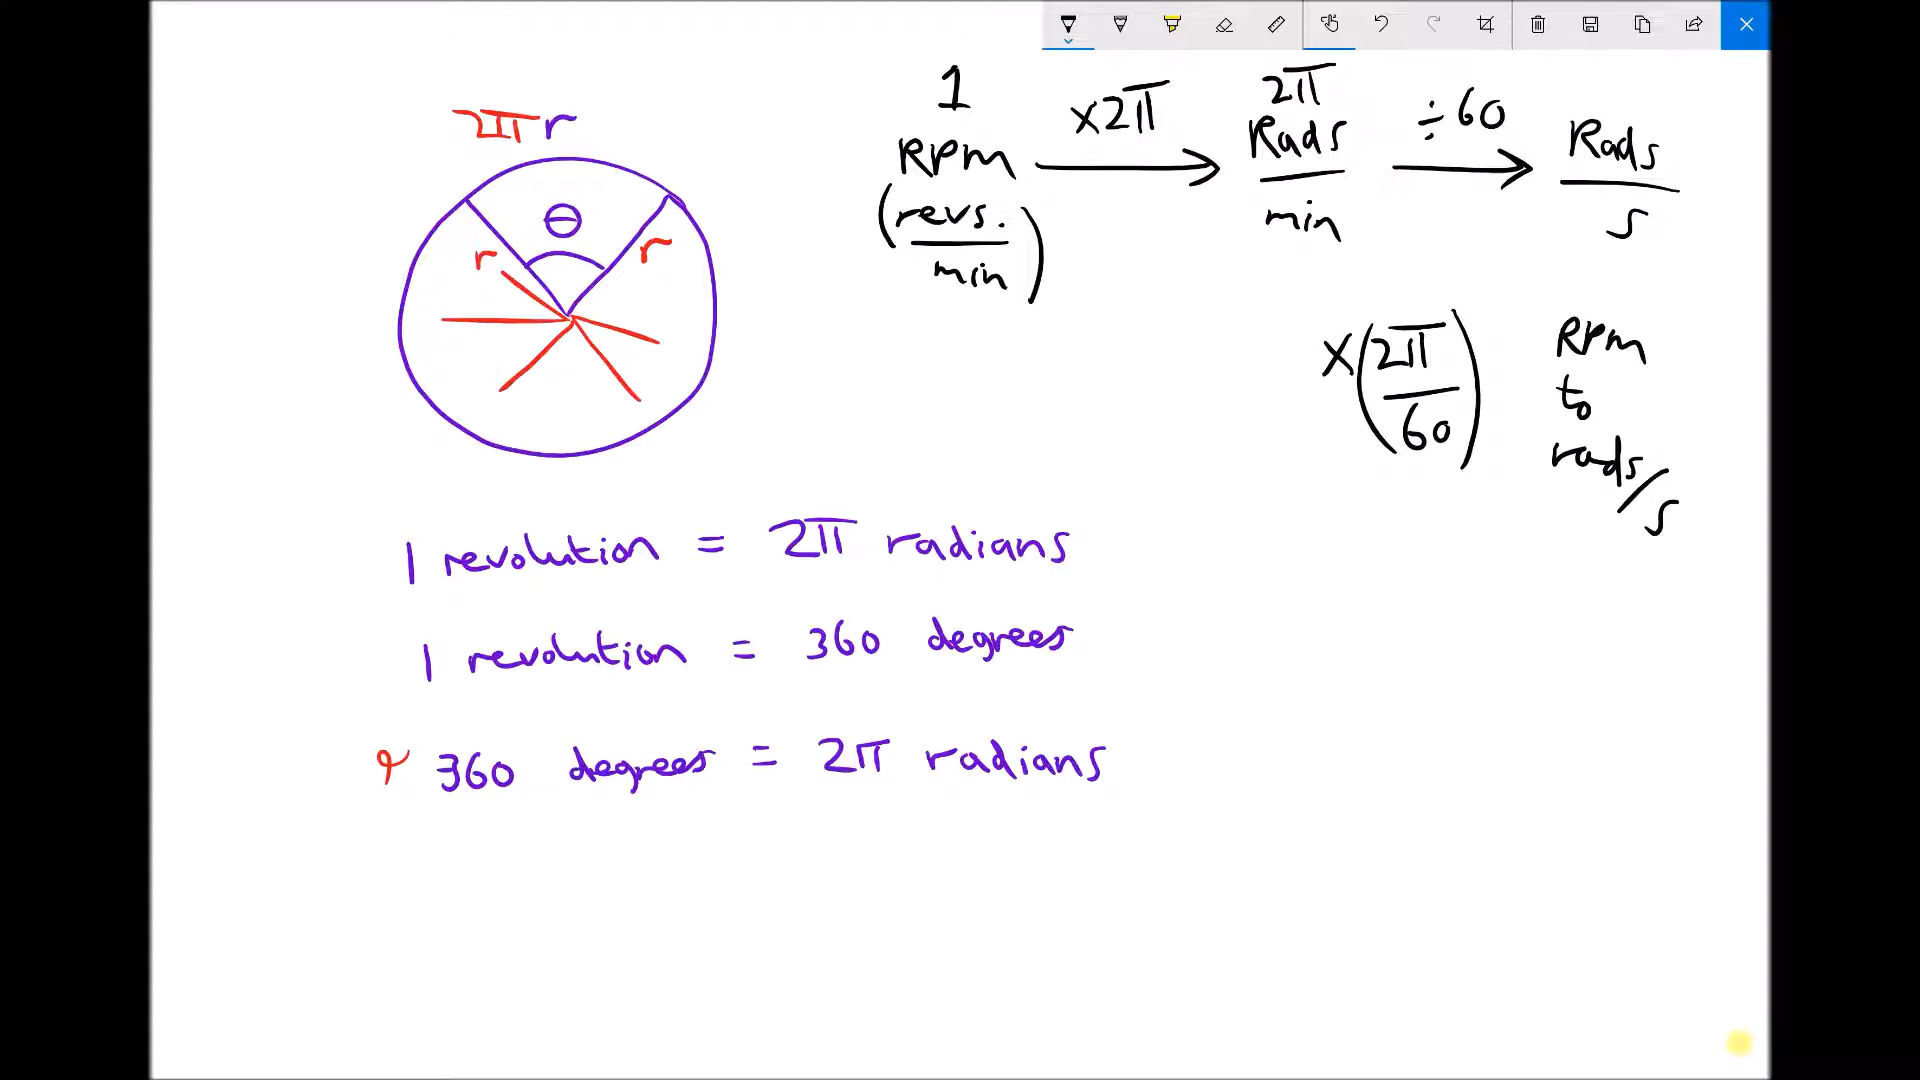 2πr
θ
r
r
1
RPM
(revs.
min)
x2π
2π
Rads
min
÷60
Rads
s
x(2π
60)
RPM
to
rads/s
1 revolution = 2π radians
1 revolution = 360 degrees
360 degrees = 2π radians